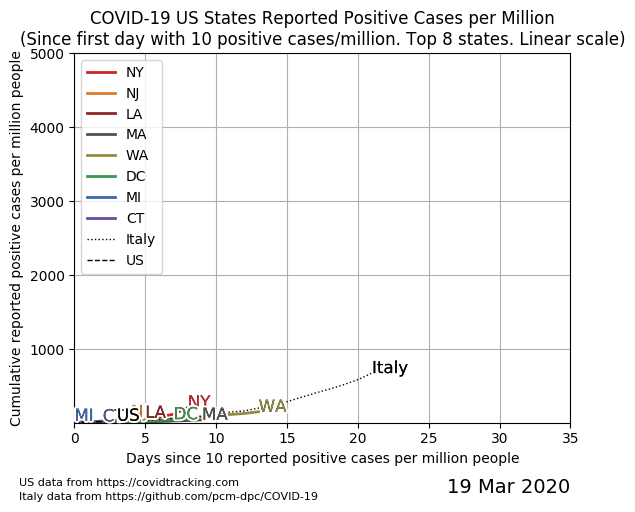 COVID-19 US States Reported Positive Cases per Million
(Since first day with 10 positive cases/million. Top 8 states. Linear scale)
Cumulative reported positive cases per million people
5000
4000
3000
2000
1000
NY
NJ
LA
MA
WA
DC
MI
CT
Italy
US
Italy
NY
WA
MI
US
LA
DC
MA
0
5
10
15
20
25
30
35
Days since 10 reported positive cases per million people
US data from https://covidtracking.com
Italy data from https://github.com/pcm-dpc/COVID-19
19 Mar 2020